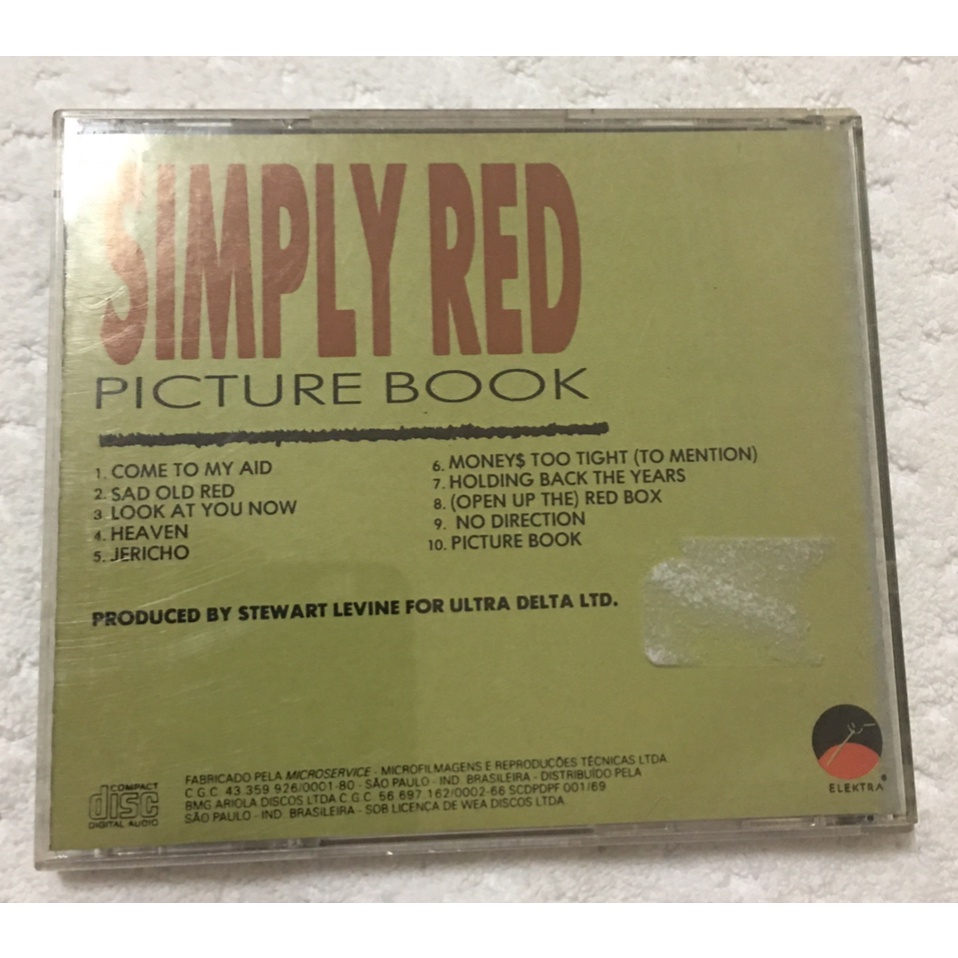 SIMPLY RED
PICTURE BOOK
1. COME TO MY AID
2. SAD OLD RED
3. LOOK AT YOU NOW
4. HEAVEN
5. JERICHO
6. MONEY$ TOO TIGHT (TO MENTION)
7. HOLDING BACK THE YEARS
8. (OPEN UP THE) RED BOX
9. NO DIRECTION
10. PICTURE BOOK
PRODUCED BY STEWART LEVINE FOR ULTRA DELTA LTD.
COMPACT
disc
DIGITAL AUDIO
FABRICADO PELA MICROSERVICE - MICROFILMAGENS E REPRODUÇÕES TÉCNICAS LTDA
C.G.C. 43 359 926/0001-80 - SÃO PAULO - IND. BRASILEIRA - DISTRIBUÍDO PELA
BMG ARIOLA DISCOS LTDA C.G.C. 56 697 162/0002-66 SCDPDPF 001/69
SÃO PAULO - IND. BRASILEIRA - SOB LICENÇA DE WEA DISCOS LTDA.
ELEKTRA®